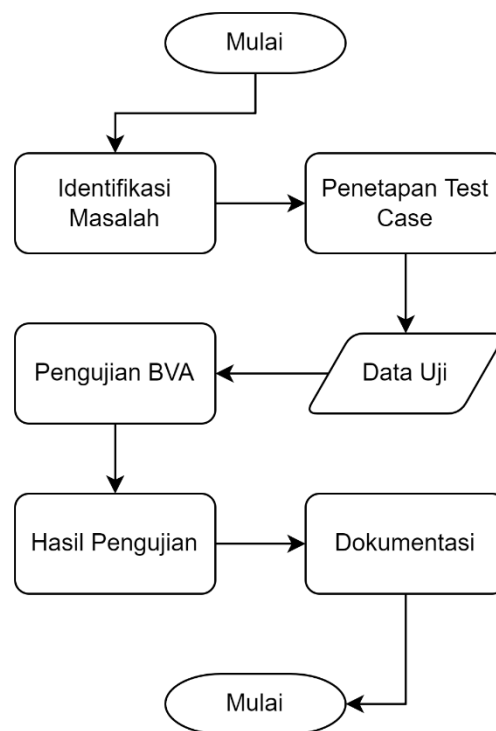 Mulai
Identifikasi
Masalah
Penetapan Test
Case
Data Uji
Pengujian BVA
Hasil Pengujian
Dokumentasi
Mulai